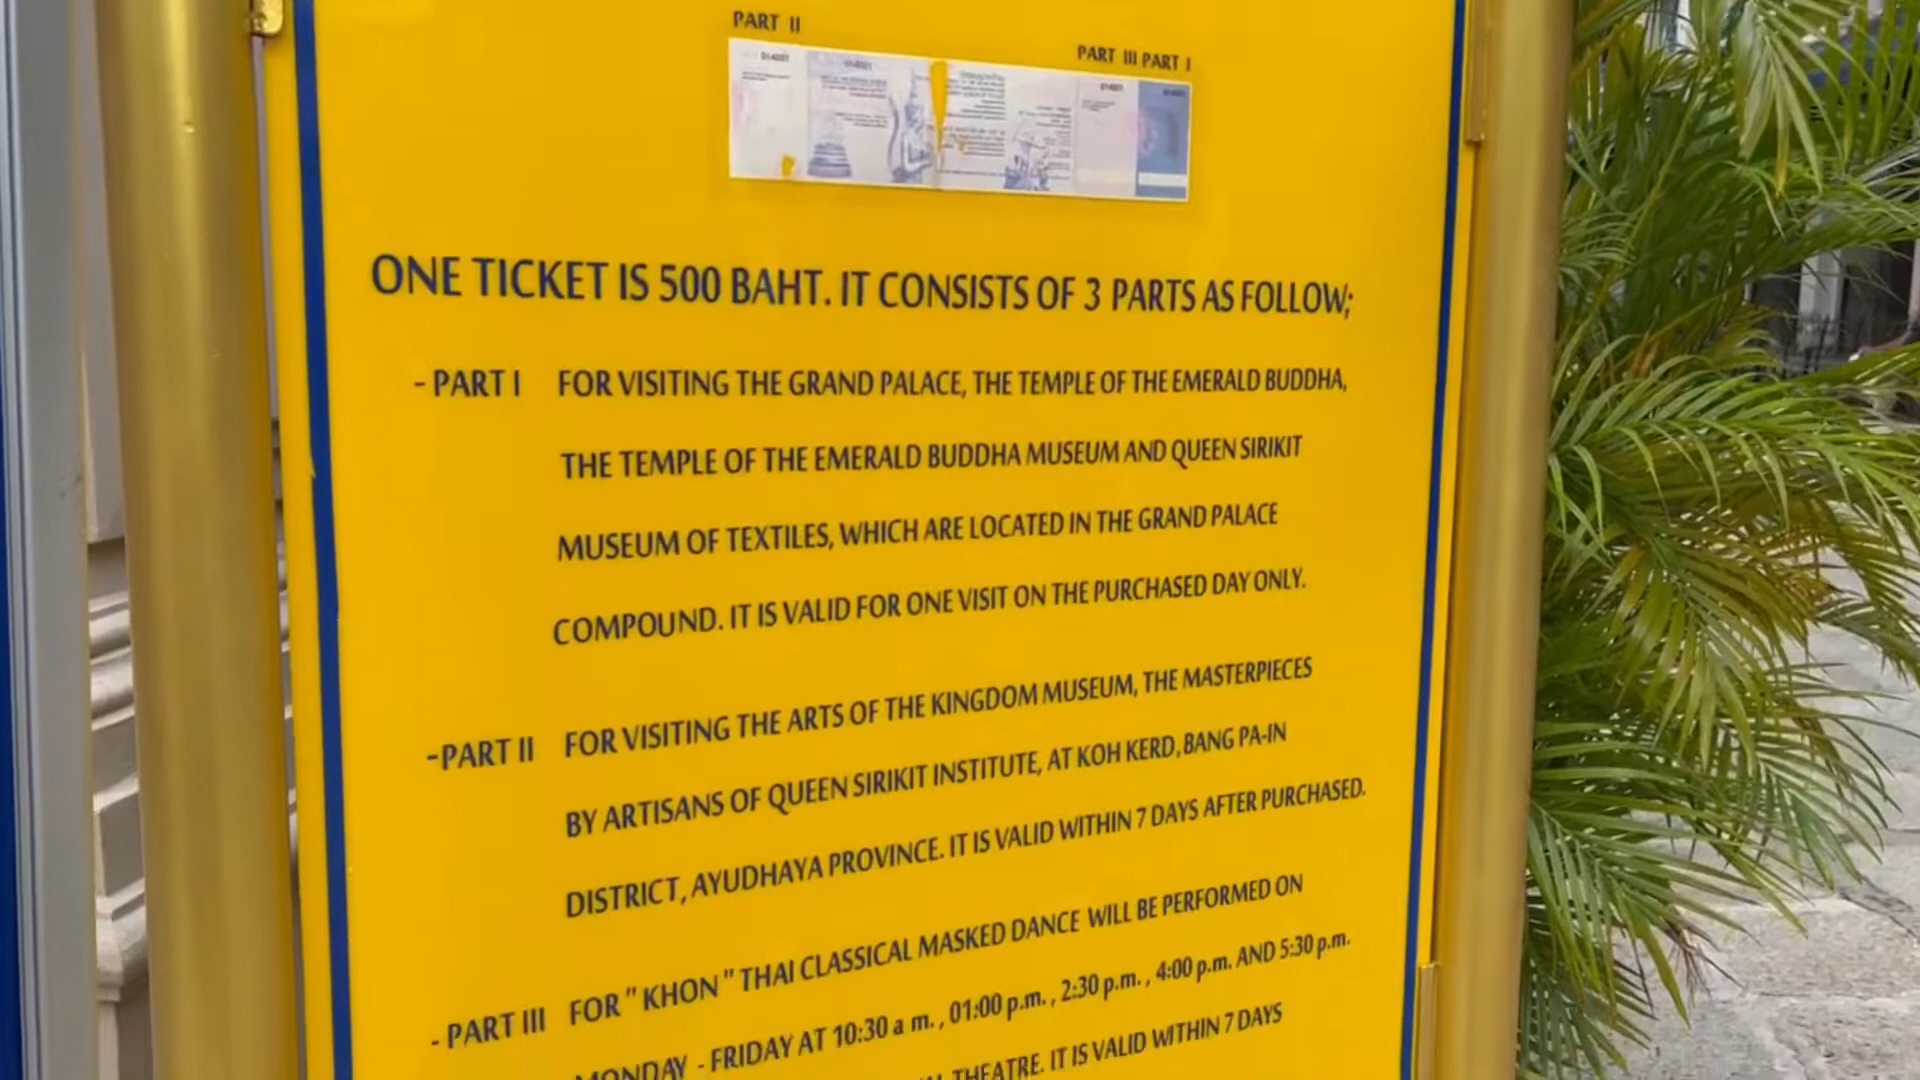 PART II
PART III PART I
ONE TICKET IS 500 BAHT. IT CONSISTS OF 3 PARTS AS FOLLOW;
- PART I FOR VISITING THE GRAND PALACE, THE TEMPLE OF THE EMERALD BUDDHA,
THE TEMPLE OF THE EMERALD BUDDHA MUSEUM AND QUEEN SIRIKIT
MUSEUM OF TEXTILES, WHICH ARE LOCATED IN THE GRAND PALACE
COMPOUND. IT IS VALID FOR ONE VISIT ON THE PURCHASED DAY ONLY.
-PART II FOR VISITING THE ARTS OF THE KINGDOM MUSEUM, THE MASTERPIECES
BY ARTISANS OF QUEEN SIRIKIT INSTITUTE, AT KOH KERD, BANG PA-IN
DISTRICT, AYUDHAYA PROVINCE. IT IS VALID WITHIN 7 DAYS AFTER PURCHASED.
- PART III FOR " KHON " THAI CLASSICAL MASKED DANCE WILL BE PERFORMED ON
MONDAY - FRIDAY AT 10:30 a m. , 01:00 p.m. , 2:30 p.m. , 4:00 p.m. AND 5:30 p.m.
THEATRE. IT IS VALID WITHIN 7 DAYS